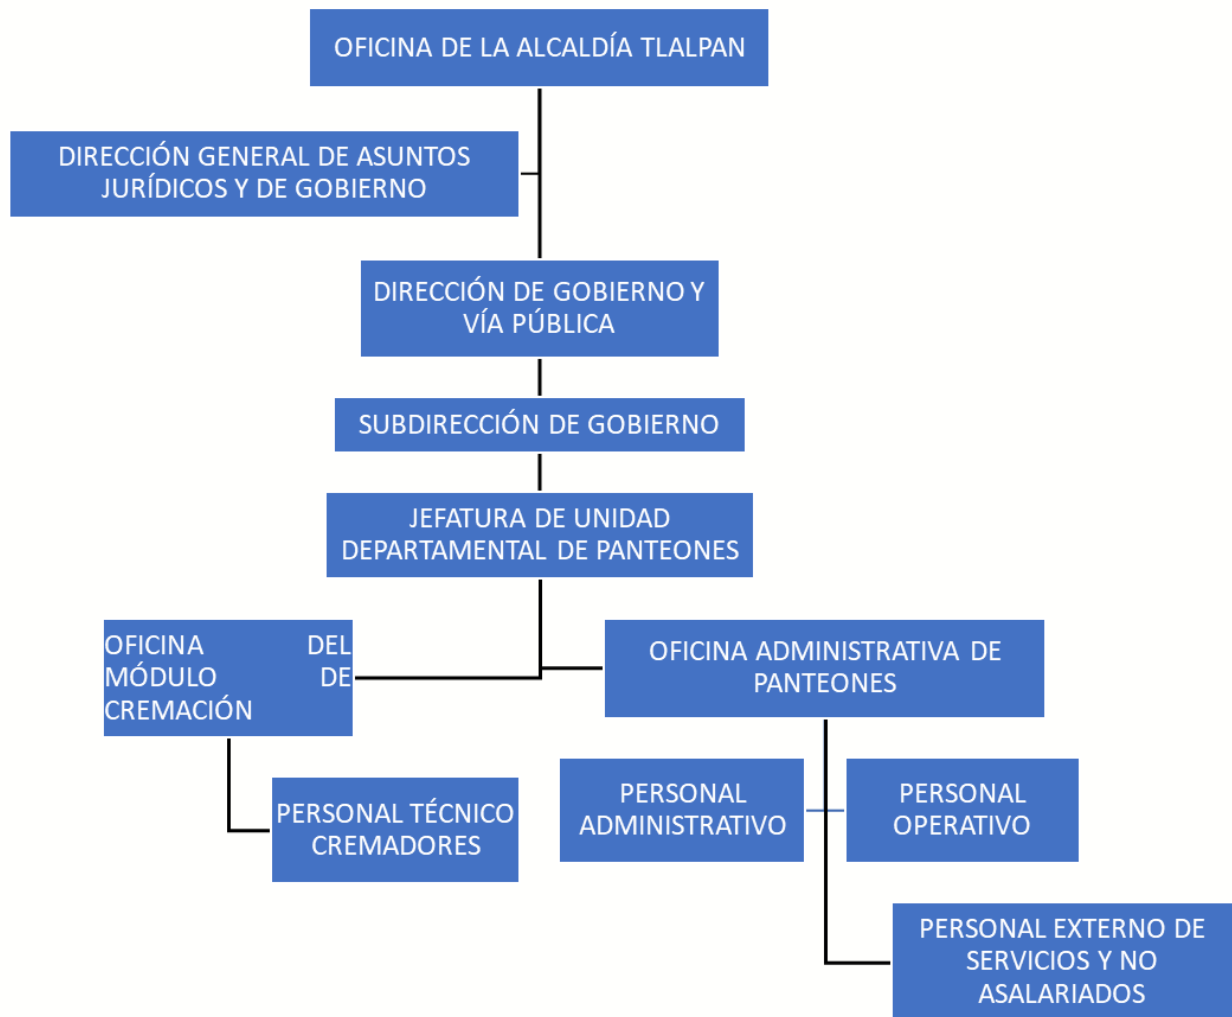 OFICINA DE LA ALCALDÍA TLALPAN
DIRECCIÓN GENERAL DE ASUNTOS
JURÍDICOS Y DE GOBIERNO
DIRECCIÓN DE GOBIERNO Y
VÍA PÚBLICA
SUBDIRECCIÓN DE GOBIERNO
JEFATURA DE UNIDAD
DEPARTAMENTAL DE PANTEONES
OFICINA DEL
MÓDULO DE
CREMACIÓN
OFICINA ADMINISTRATIVA DE
PANTEONES
PERSONAL TÉCNICO
CREMADORES
PERSONAL
ADMINISTRATIVO
PERSONAL
OPERATIVO
PERSONAL EXTERNO DE
SERVICIOS Y NO
ASALARIADOS